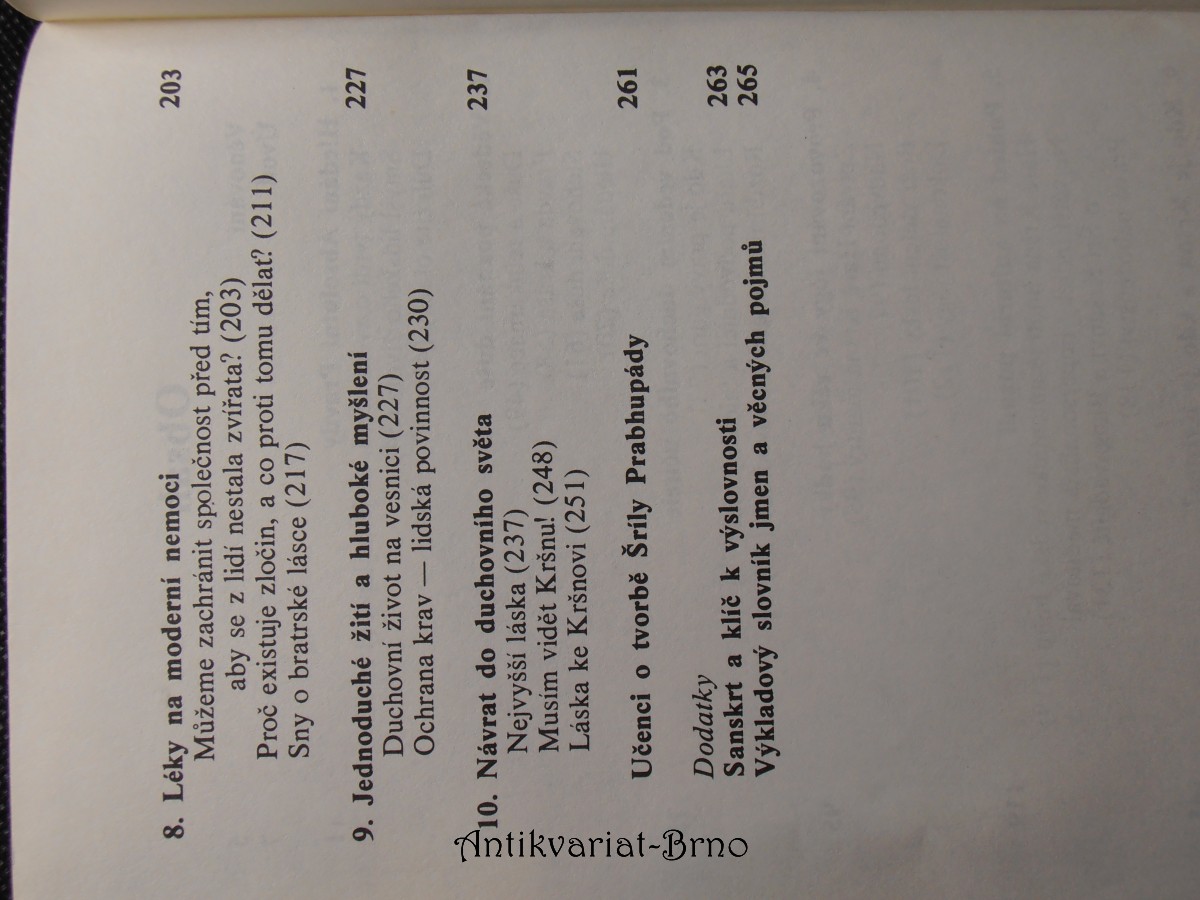 8. Léky na moderní nemoci 203
Můžeme zachránit společnost před tím,
aby se z lidí nestala zvířata? (203)
Proč existuje zločin, a co proti tomu dělat? (211)
Sny o bratrské lásce (217)
9. Jednoduché žití a hluboké myšlení 227
Duchovní život na vesnici (227)
Ochrana krav — lidská povinnost (230)
10. Návrat do duchovního světa 237
Nejvyšší láska (237)
Musím vidět Kršnu! (248)
Láska ke Kršnovi (251)
Učenci o tvorbě Šríly Prabhupády 261
Dodatky
Sanskrt a klíč k výslovnosti 263
Výkladový slovník jmen a věcných pojmů 265
Antikvariat-Brno